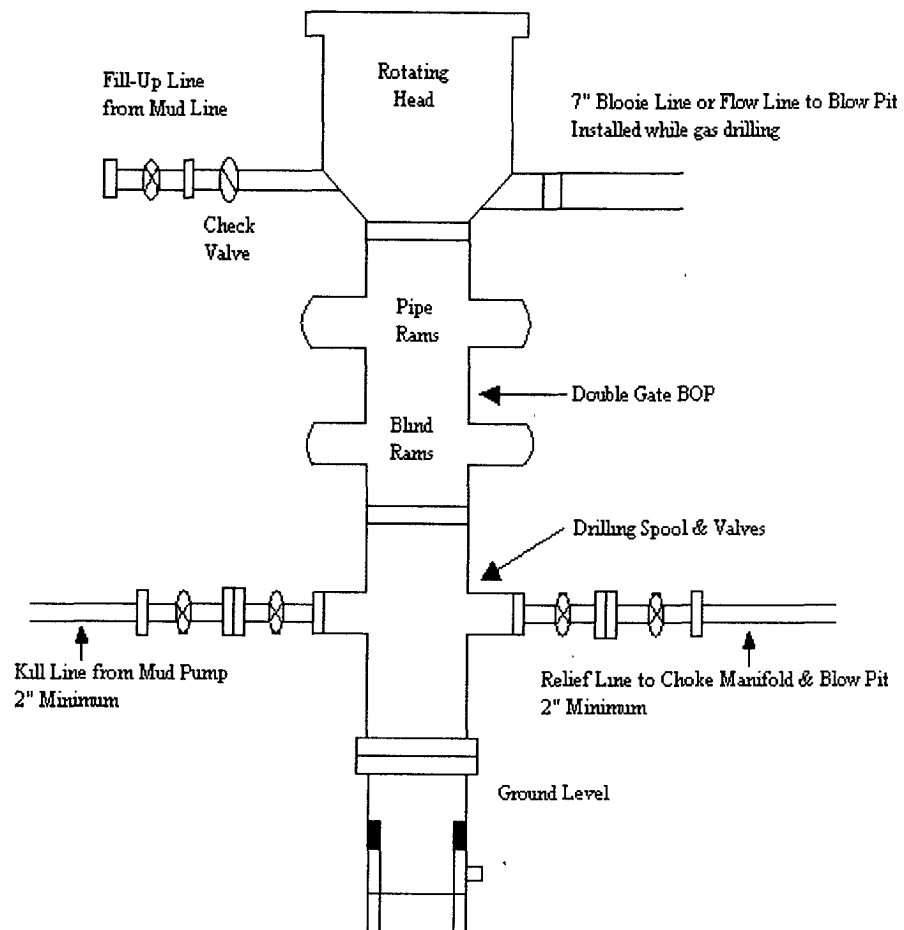 Rotating
Head
Fill-Up Line
from Mud Line
7" Blooie Line or Flow Line to Blow Pit
Installed while gas drilling
Check
Valve
Pipe
Rams
Double Gate BOP
Blind
Rams
Drilling Spool & Valves
Kill Line from Mud Pump
2" Minimum
Relief Line to Choke Manifold & Blow Pit
2" Minimum
Ground Level